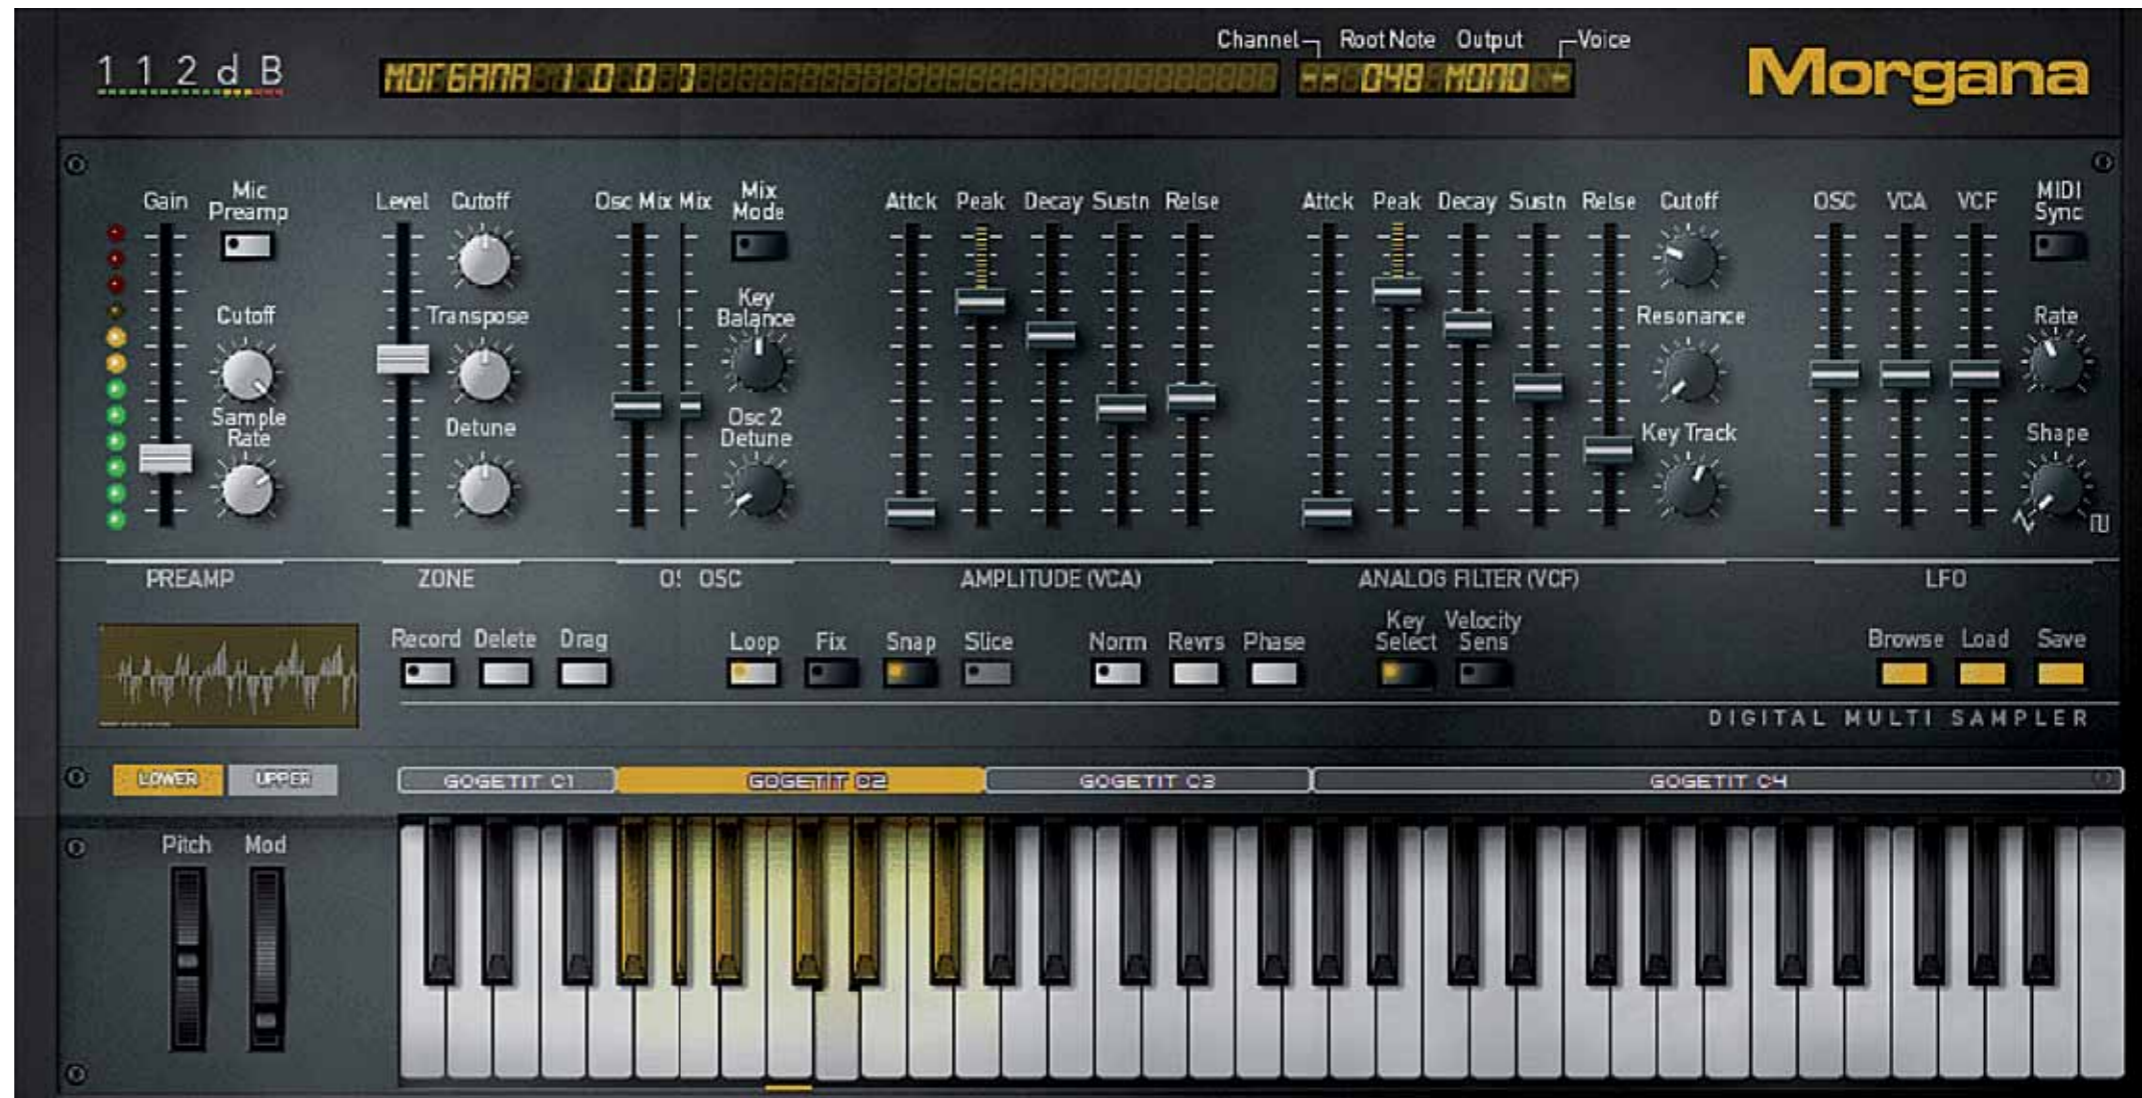 Channel Root Note Output Voice
112dB
MORGANA 1.0.0
-- 048 MONO -
Morgana
Gain
Mic Preamp
Level
Cutoff
Osc Mix Mix
Mix Mode
Attck Peak Decay Sustn Relse
Attck Peak Decay Sustn Relse
Cutoff
OSC VCA VCF
MIDI Sync
Cutoff
Transpose
Key Balance
Resonance
Rate
Sample Rate
Detune
Osc 2 Detune
Key Track
Shape
PREAMP
ZONE
OS OSC
AMPLITUDE (VCA)
ANALOG FILTER (VCF)
LFO
Record Delete Drag
Loop Fix Snap Slice
Norm Revrs Phase
Key Select
Velocity Sens
Browse Load Save
DIGITAL MULTI SAMPLER
LOWER UPPER
GOGETIT C1
GOGETIT C2
GOGETIT C3
GOGETIT C4
Pitch Mod